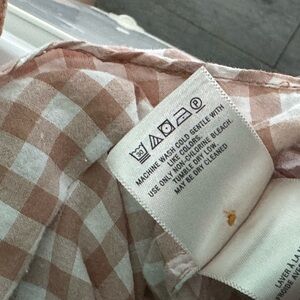 MACHINE WASH COLD GENTLE WITH
LIKE COLORS.
USE ONLY NON-CHLORINE BLEACH.
TUMBLE DRY LOW.
MAY BE DRY CLEANED
LAVER À LA